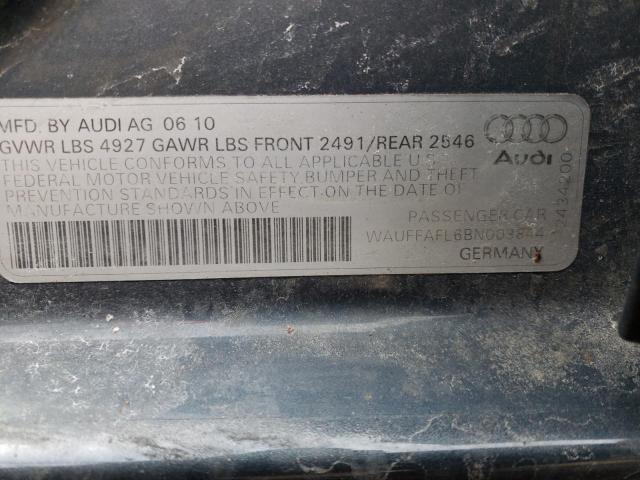 MFD. BY AUDI AG 06 10
GVWR LBS 4927 GAWR LBS FRONT 2491/REAR 2546
THIS VEHICLE CONFORMS TO ALL APPLICABLE U.S.
FEDERAL MOTOR VEHICLE SAFETY BUMPER AND THEFT
PREVENTION STANDARDS IN EFFECT ON THE DATE OF
MANUFACTURE SHOWN ABOVE
Audi
PASSENGER CAR
WAUFFAFL6BN003844
GERMANY